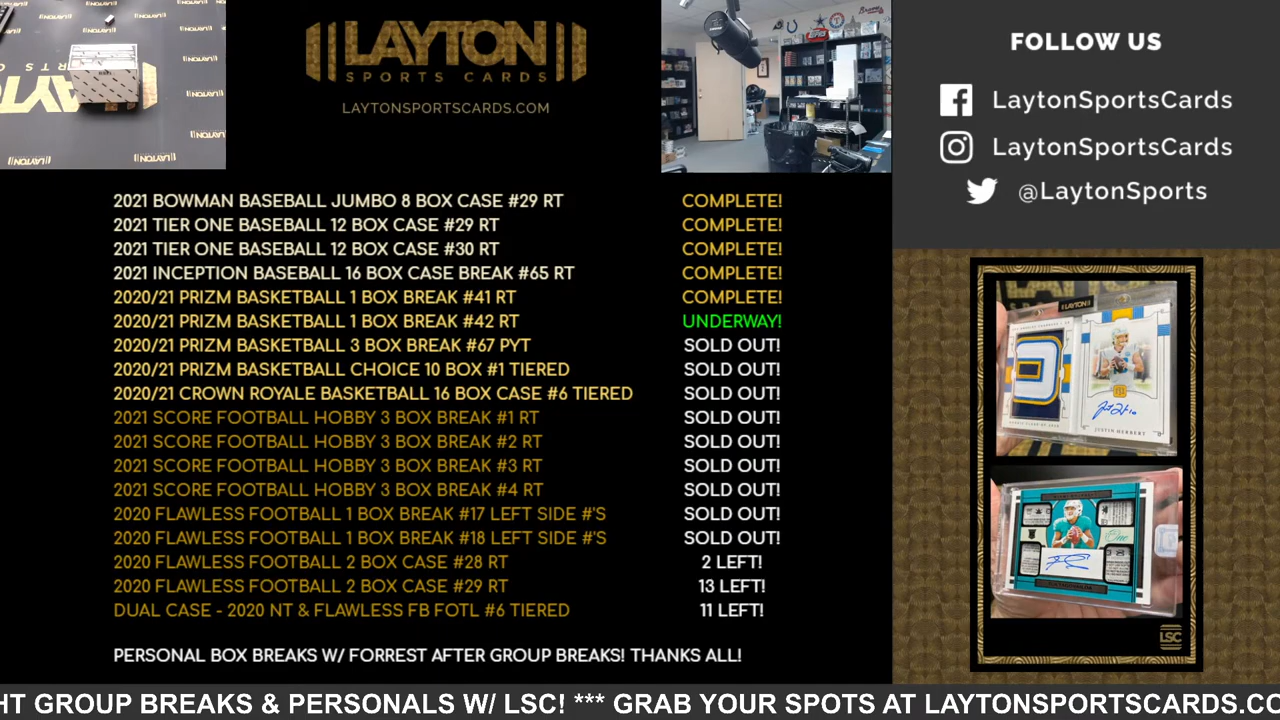 LAYTON
SPORTS CARDS
LAYTONSPORTSCARDS.COM
FOLLOW US
LaytonSportsCards
LaytonSportsCards
@LaytonSports
2021 BOWMAN BASEBALL JUMBO 8 BOX CASE #29 RT COMPLETE!
2021 TIER ONE BASEBALL 12 BOX CASE #29 RT COMPLETE!
2021 TIER ONE BASEBALL 12 BOX CASE #30 RT COMPLETE!
2021 INCEPTION BASEBALL 16 BOX CASE BREAK #65 RT COMPLETE!
2020/21 PRIZM BASKETBALL 1 BOX BREAK #41 RT COMPLETE!
2020/21 PRIZM BASKETBALL 1 BOX BREAK #42 RT UNDERWAY!
2020/21 PRIZM BASKETBALL 3 BOX BREAK #67 PYT SOLD OUT!
2020/21 PRIZM BASKETBALL CHOICE 10 BOX #1 TIERED SOLD OUT!
2020/21 CROWN ROYALE BASKETBALL 16 BOX CASE #6 TIERED SOLD OUT!
2021 SCORE FOOTBALL HOBBY 3 BOX BREAK #1 RT SOLD OUT!
2021 SCORE FOOTBALL HOBBY 3 BOX BREAK #2 RT SOLD OUT!
2021 SCORE FOOTBALL HOBBY 3 BOX BREAK #3 RT SOLD OUT!
2021 SCORE FOOTBALL HOBBY 3 BOX BREAK #4 RT SOLD OUT!
2020 FLAWLESS FOOTBALL 1 BOX BREAK #17 LEFT SIDE #'S SOLD OUT!
2020 FLAWLESS FOOTBALL 1 BOX BREAK #18 LEFT SIDE #'S SOLD OUT!
2020 FLAWLESS FOOTBALL 2 BOX CASE #28 RT 2 LEFT!
2020 FLAWLESS FOOTBALL 2 BOX CASE #29 RT 13 LEFT!
DUAL CASE - 2020 NT & FLAWLESS FB FOTL #6 TIERED 11 LEFT!
PERSONAL BOX BREAKS W/ FORREST AFTER GROUP BREAKS! THANKS ALL!
LAYTON
JUSTIN HERBERT
One
LSC
HT GROUP BREAKS & PERSONALS W/ LSC! *** GRAB YOUR SPOTS AT LAYTONSPORTSCARDS.CO